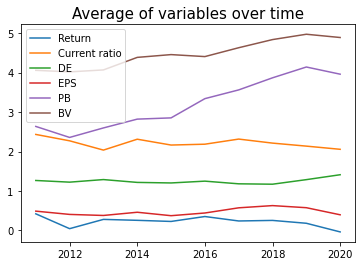 Average of variables over time
5
4
3
2
1
0
Return
Current ratio
DE
EPS
PB
BV
2012
2014
2016
2018
2020